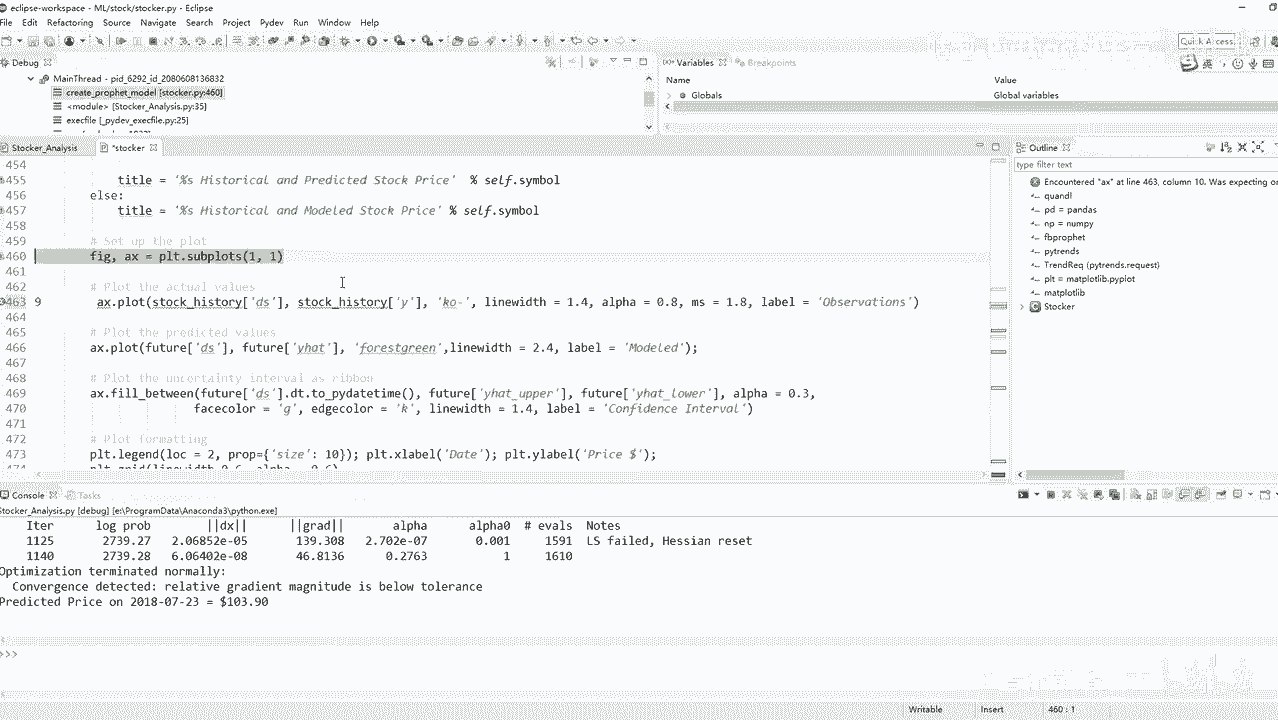 eclipse-workspace - ML/stock/stocker.py - Eclipse
File Edit Refactoring Source Navigate Search Project Pydev Run Window Help
Quick Access
Debug
MainThread - pid_6292_id_2080608136832
create_prophet_model [stocker.py:460]
<module> [Stocker_Analysis.py:35]
execfile [_pydev_execfile.py:25]
Variables Breakpoints
Name Value
Globals Global variables
Stocker_Analysis *stocker
454
455 title = '%s Historical and Predicted Stock Price' % self.symbol
456 else:
457 title = '%s Historical and Modeled Stock Price' % self.symbol
458
459 # Set up the plot
460 fig, ax = plt.subplots(1, 1)
461
462 # Plot the actual values
463 9 ax.plot(stock_history['ds'], stock_history['y'], 'ko-', linewidth = 1.4, alpha = 0.8, ms = 1.8, label = 'Observations')
464
465 # Plot the predicted values
466 ax.plot(future['ds'], future['yhat'], 'forestgreen',linewidth = 2.4, label = 'Modeled');
467
468 # Plot the uncertainty interval as ribbon
469 ax.fill_between(future['ds'].dt.to_pydatetime(), future['yhat_upper'], future['yhat_lower'], alpha = 0.3,
470 facecolor = 'g', edgecolor = 'k', linewidth = 1.4, label = 'Confidence Interval')
471
472 # Plot formatting
473 plt.legend(loc = 2, prop={'size': 10}); plt.xlabel('Date'); plt.ylabel('Price $');
Outline
type filter text
Encountered "ax" at line 463, column 10. Was expecting on
quandl
pd = pandas
np = numpy
fbprophet
pytrends
TrendReq (pytrends.request)
plt = matplotlib.pyplot
matplotlib
Stocker
Console Tasks
Stocker_Analysis.py [debug] [e:\ProgramData\Anaconda3\python.exe]
Iter log prob ||dx|| ||grad|| alpha alpha0 # evals Notes
1125 2739.27 2.06852e-05 139.308 2.702e-07 0.001 1591 LS failed, Hessian reset
1140 2739.28 6.06402e-08 46.8136 0.2763 1 1610
Optimization terminated normally:
Convergence detected: relative gradient magnitude is below tolerance
Predicted Price on 2018-07-23 = $103.90
>>>
Writable Insert 460 : 1